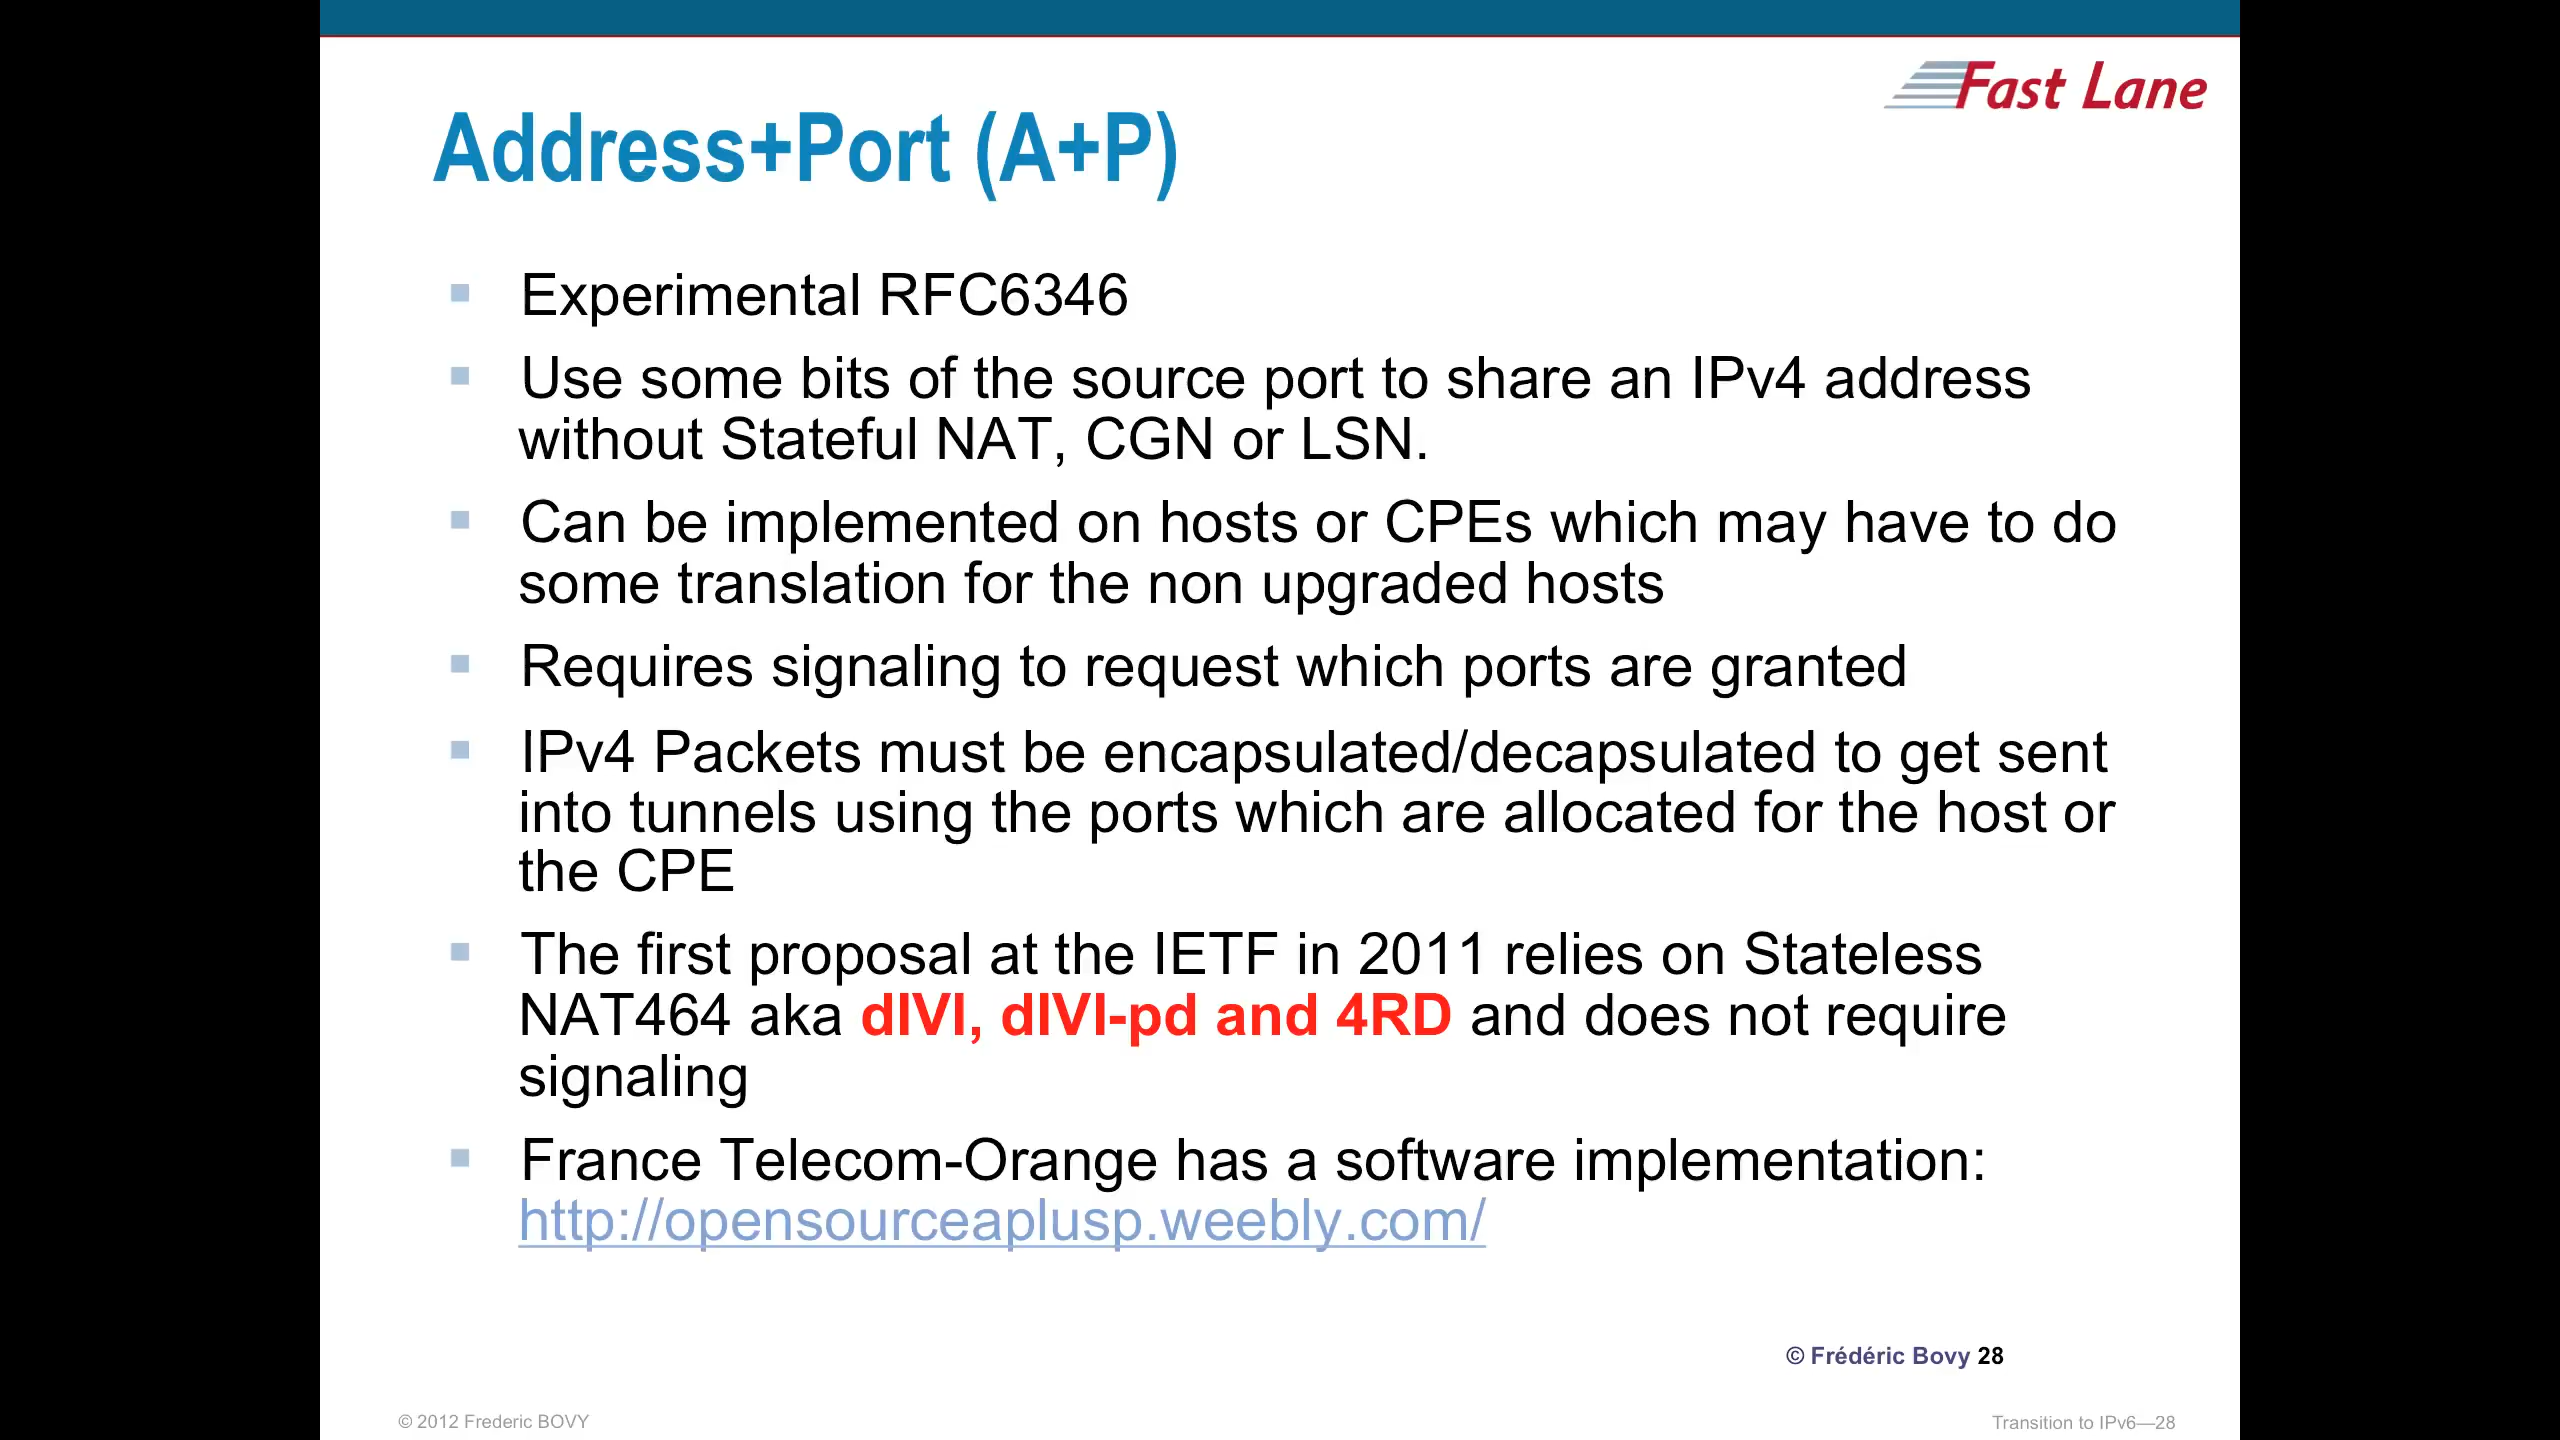 Fast Lane
Address+Port (A+P)
Experimental RFC6346
Use some bits of the source port to share an IPv4 address
without Stateful NAT, CGN or LSN.
Can be implemented on hosts or CPEs which may have to do
some translation for the non upgraded hosts
Requires signaling to request which ports are granted
IPv4 Packets must be encapsulated/decapsulated to get sent
into tunnels using the ports which are allocated for the host or
the CPE
The first proposal at the IETF in 2011 relies on Stateless
NAT464 aka dIVI, dIVI-pd and 4RD and does not require
signaling
France Telecom-Orange has a software implementation:
http://opensourceaplusp.weebly.com/
© Frédéric Bovy 28
© 2012 Frederic BOVY
Transition to IPv6—28